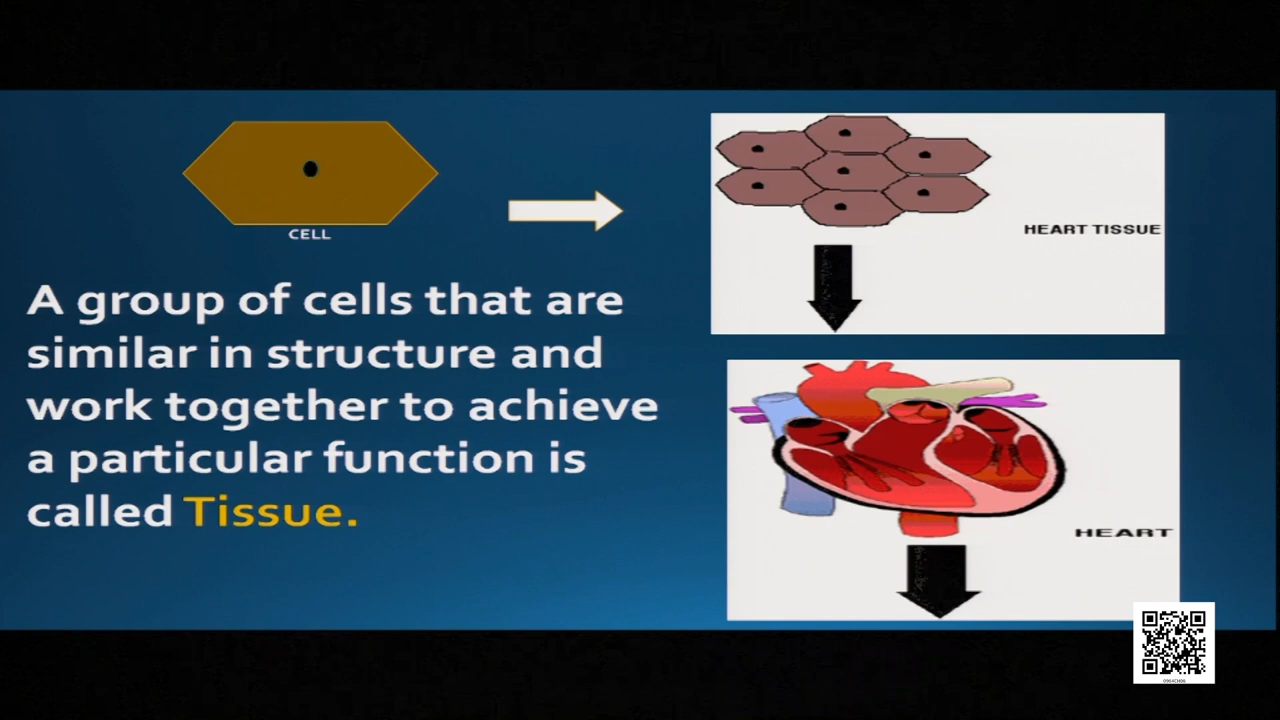 CELL
HEART TISSUE
A group of cells that are
similar in structure and
work together to achieve
a particular function is
called Tissue.
HEART